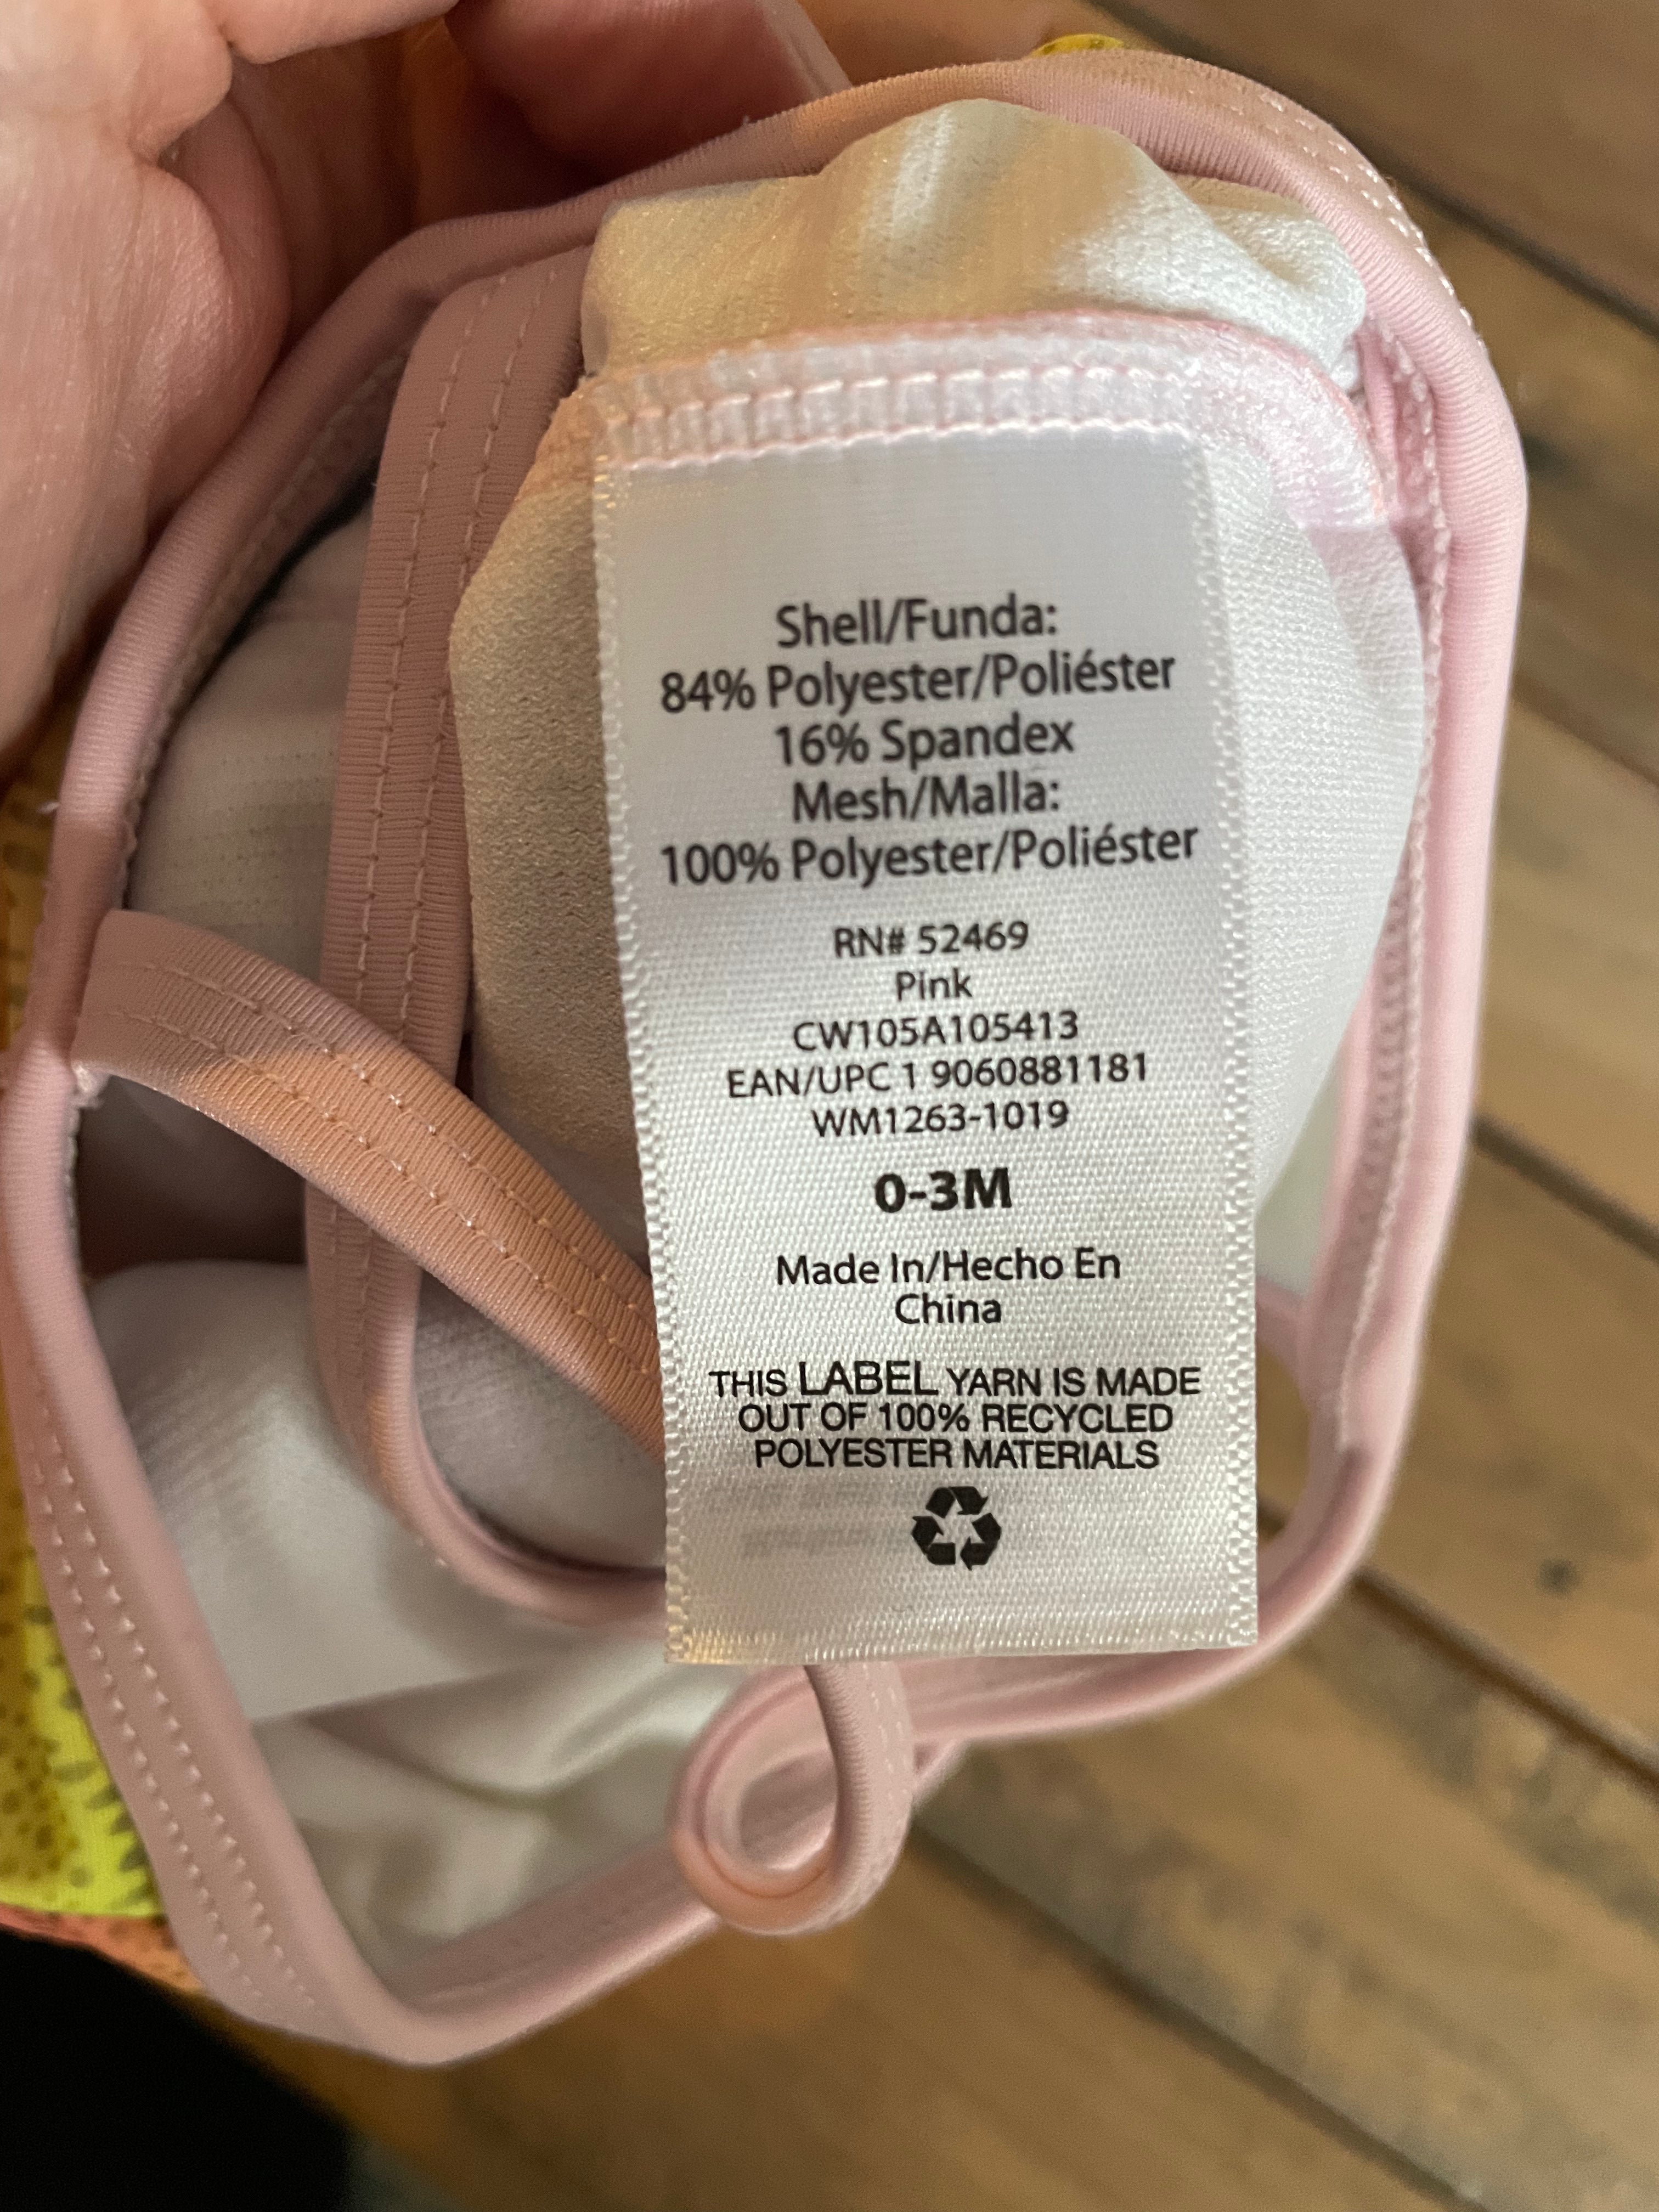 Shell/Funda:
84% Polyester/Poliéster
16% Spandex
Mesh/Malla:
100% Polyester/Poliéster
RN# 52469
Pink
CW105A105413
EAN/UPC 1 9060881181
WM1263-1019
0-3M
Made In/Hecho En
China
THIS LABEL YARN IS MADE
OUT OF 100% RECYCLED
POLYESTER MATERIALS